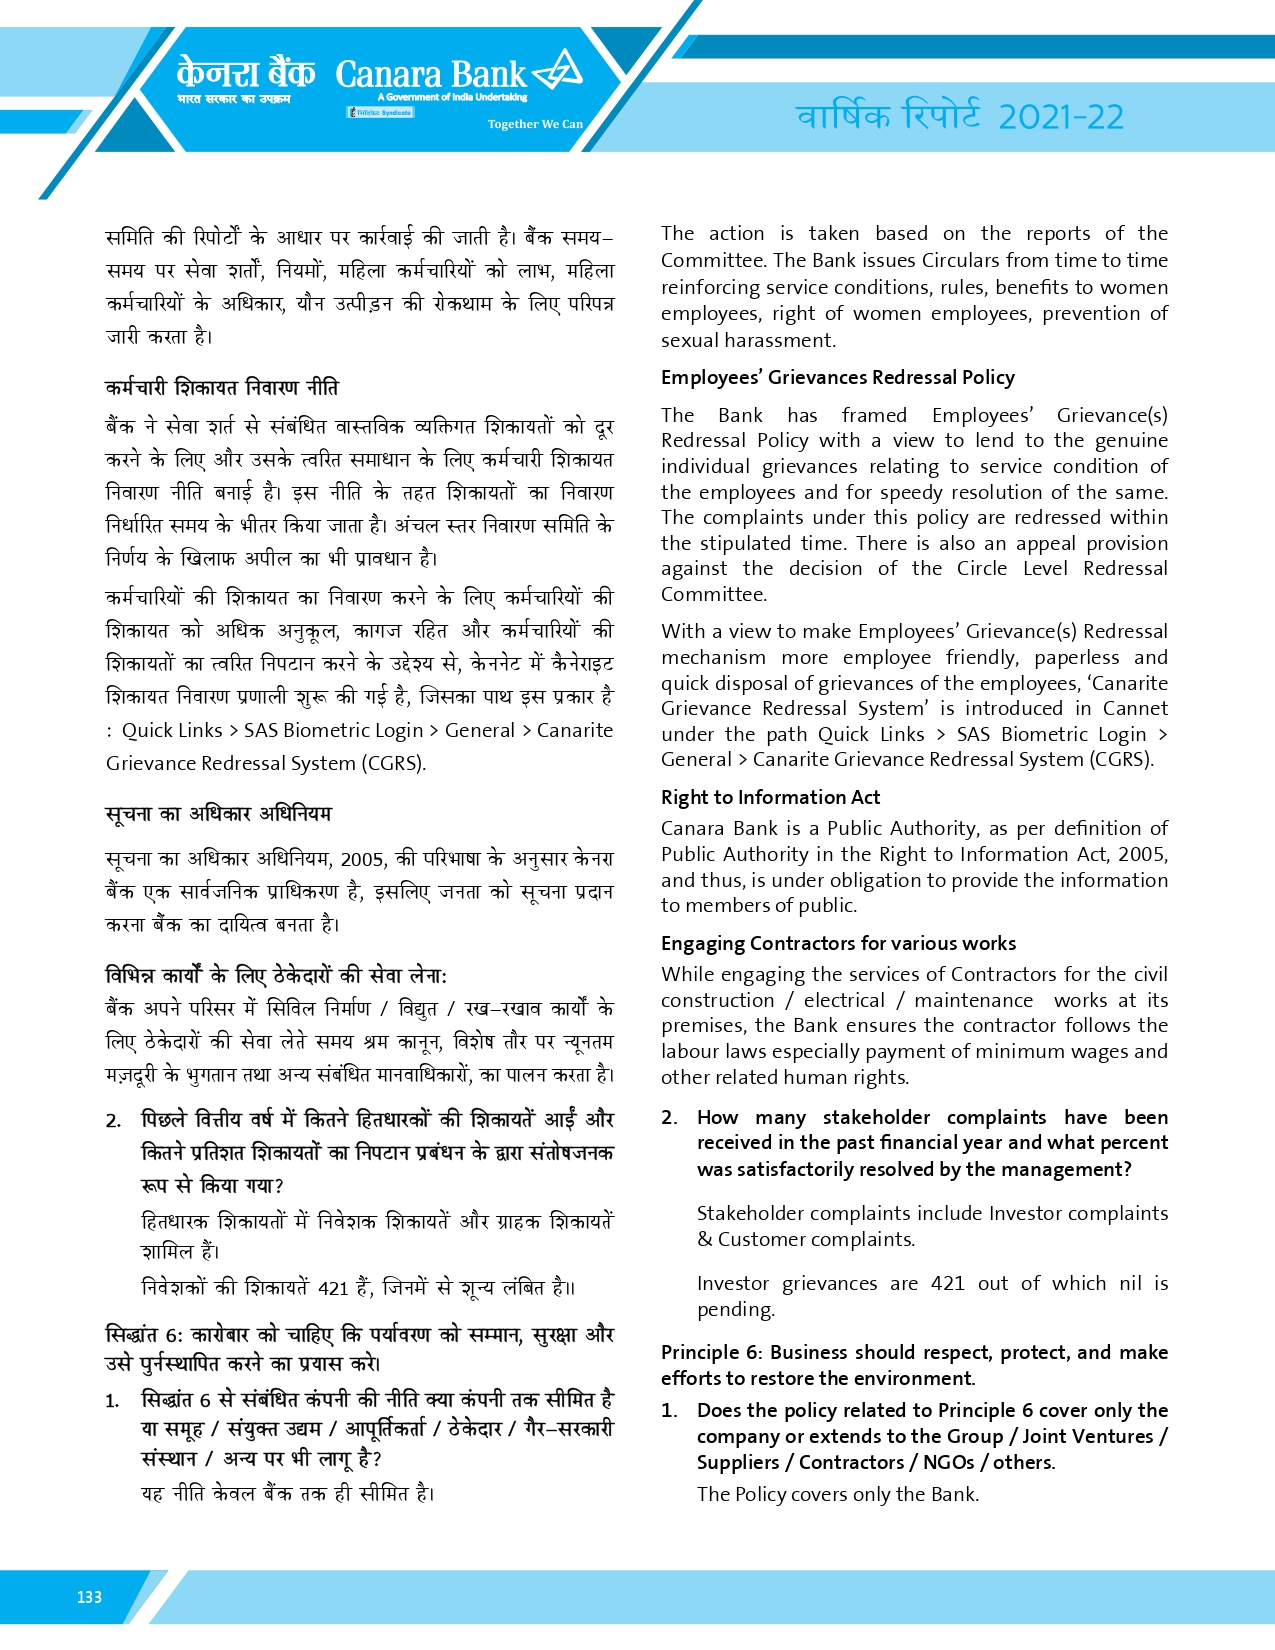 केनरा बैंक Canara Bank
भारत सरकार का उपक्रम A Government of India Undertaking
सिंडिकेट Syndicate
Together We Can
वार्षिक रिपोर्ट 2021-22
समिति की रिपोर्टों के आधार पर कार्रवाई की जाती है। बैंक समय-
समय पर सेवा शर्तों, नियमों, महिला कर्मचारियों को लाभ, महिला
कर्मचारियों के अधिकार, यौन उत्पीड़न की रोकथाम के लिए परिपत्र
जारी करता है।
कर्मचारी शिकायत निवारण नीति
बैंक ने सेवा शर्त से संबंधित वास्तविक व्यक्तिगत शिकायतों को दूर
करने के लिए और उसके त्वरित समाधान के लिए कर्मचारी शिकायत
निवारण नीति बनाई है। इस नीति के तहत शिकायतों का निवारण
निर्धारित समय के भीतर किया जाता है। अंचल स्तर निवारण समिति के
निर्णय के खिलाफ अपील का भी प्रावधान है।
कर्मचारियों की शिकायत का निवारण करने के लिए कर्मचारियों की
शिकायत को अधिक अनुकूल, कागज रहित और कर्मचारियों की
शिकायतों का त्वरित निपटान करने के उद्देश्य से, केननेट में कैनेराइट
शिकायत निवारण प्रणाली शुरू की गई है, जिसका पाथ इस प्रकार है
: Quick Links > SAS Biometric Login > General > Canarite
Grievance Redressal System (CGRS).
सूचना का अधिकार अधिनियम
सूचना का अधिकार अधिनियम, 2005, की परिभाषा के अनुसार केनरा
बैंक एक सार्वजनिक प्राधिकरण है, इसलिए जनता को सूचना प्रदान
करना बैंक का दायित्व बनता है।
विभिन्न कार्यों के लिए ठेकेदारों की सेवा लेना:
बैंक अपने परिसर में सिविल निर्माण / विद्युत / रख-रखाव कार्यों के
लिए ठेकेदारों की सेवा लेते समय श्रम कानून, विशेष तौर पर न्यूनतम
मज़दूरी के भुगतान तथा अन्य संबंधित मानवाधिकारों, का पालन करता है।
2. पिछले वित्तीय वर्ष में कितने हितधारकों की शिकायतें आईं और
कितने प्रतिशत शिकायतों का निपटान प्रबंधन के द्वारा संतोषजनक
रूप से किया गया?
हितधारक शिकायतों में निवेशक शिकायतें और ग्राहक शिकायतें
शामिल हैं।
निवेशकों की शिकायतें 421 हैं, जिनमें से शून्य लंबित है॥
सिद्धांत 6: कारोबार को चाहिए कि पर्यावरण को सम्मान, सुरक्षा और
उसे पुर्नस्थापित करने का प्रयास करे।
1. सिद्धांत 6 से संबंधित कंपनी की नीति क्या कंपनी तक सीमित है
या समूह / संयुक्त उद्यम / आपूर्तिकर्ता / ठेकेदार / गैर-सरकारी
संस्थान / अन्य पर भी लागू है?
यह नीति केवल बैंक तक ही सीमित है।
The action is taken based on the reports of the
Committee. The Bank issues Circulars from time to time
reinforcing service conditions, rules, benefits to women
employees, right of women employees, prevention of
sexual harassment.
Employees’ Grievances Redressal Policy
The Bank has framed Employees’ Grievance(s)
Redressal Policy with a view to lend to the genuine
individual grievances relating to service condition of
the employees and for speedy resolution of the same.
The complaints under this policy are redressed within
the stipulated time. There is also an appeal provision
against the decision of the Circle Level Redressal
Committee.
With a view to make Employees’ Grievance(s) Redressal
mechanism more employee friendly, paperless and
quick disposal of grievances of the employees, ‘Canarite
Grievance Redressal System’ is introduced in Cannet
under the path Quick Links > SAS Biometric Login >
General > Canarite Grievance Redressal System (CGRS).
Right to Information Act
Canara Bank is a Public Authority, as per definition of
Public Authority in the Right to Information Act, 2005,
and thus, is under obligation to provide the information
to members of public.
Engaging Contractors for various works
While engaging the services of Contractors for the civil
construction / electrical / maintenance works at its
premises, the Bank ensures the contractor follows the
labour laws especially payment of minimum wages and
other related human rights.
2. How many stakeholder complaints have been
received in the past financial year and what percent
was satisfactorily resolved by the management?
Stakeholder complaints include Investor complaints
& Customer complaints.
Investor grievances are 421 out of which nil is
pending.
Principle 6: Business should respect, protect, and make
efforts to restore the environment.
1. Does the policy related to Principle 6 cover only the
company or extends to the Group / Joint Ventures /
Suppliers / Contractors / NGOs / others.
The Policy covers only the Bank.
133